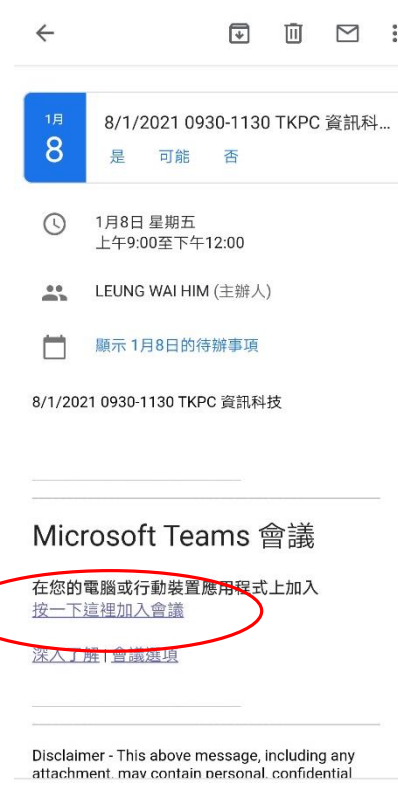 1月
8
8/1/2021 0930-1130 TKPC 資訊科...
是 可能 否
1月8日 星期五
上午9:00至下午12:00
LEUNG WAI HIM (主辦人)
顯示 1月8日的待辦事項
8/1/2021 0930-1130 TKPC 資訊科技
Microsoft Teams 會議
在您的電腦或行動裝置應用程式上加入
按一下這裡加入會議
深入了解 | 會議選項
Disclaimer - This above message, including any
attachment, may contain personal, confidential